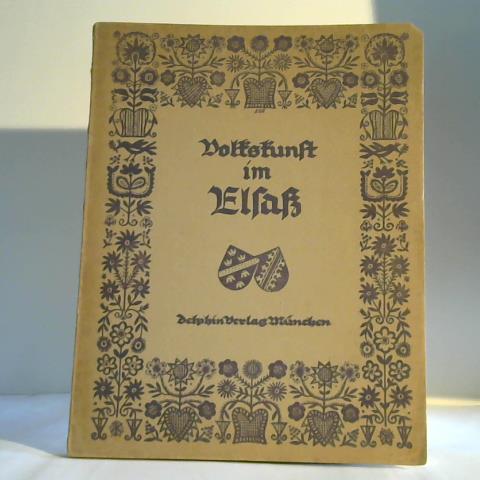 Volkskunst
im
Elsaß
Delphin Verlag München